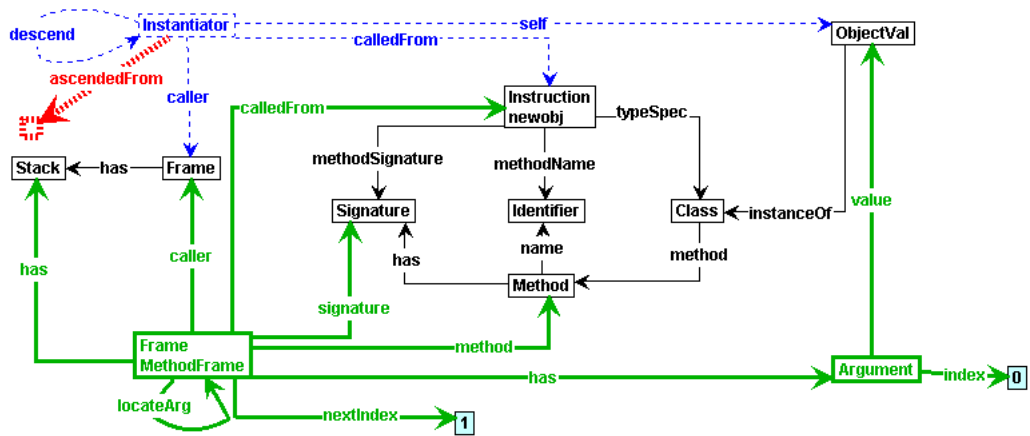 Instantiator
self
descend
calledFrom
ObjectVal
ascendedFrom
caller
calledFrom
Instruction
newobj
typeSpec
methodSignature
methodName
Stack
has
Frame
Signature
Identifier
Class
instanceOf
value
has
name
method
has
caller
Method
signature
Frame
MethodFrame
method
has
Argument
index
0
locateArg
nextIndex
1